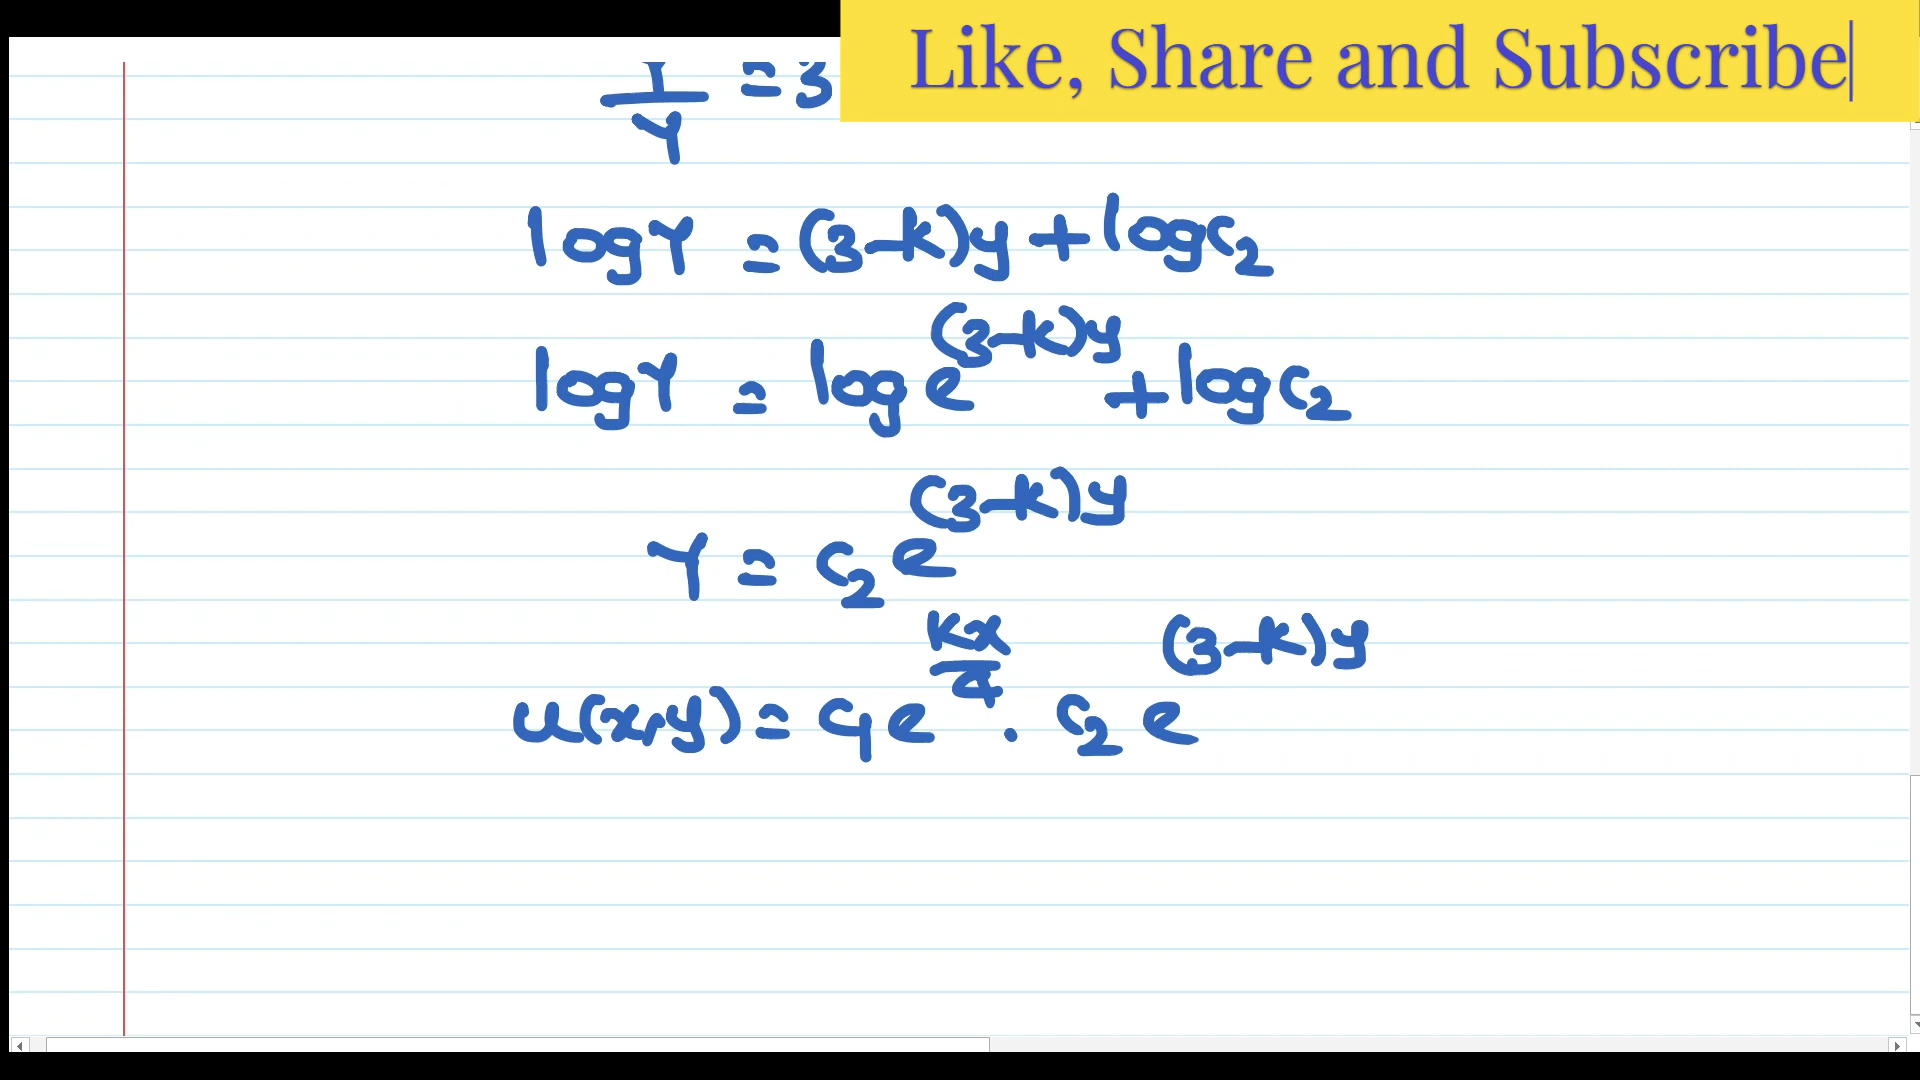 Like, Share and Subscribe
Y = 3
Y
log Y = (3-k)y + log c₂
log Y = log e^(3-k)y + log c₂
Y = c₂ e^(3-k)y
u(x,y) = c₁ e^(kx/4) . c₂ e^(3-k)y